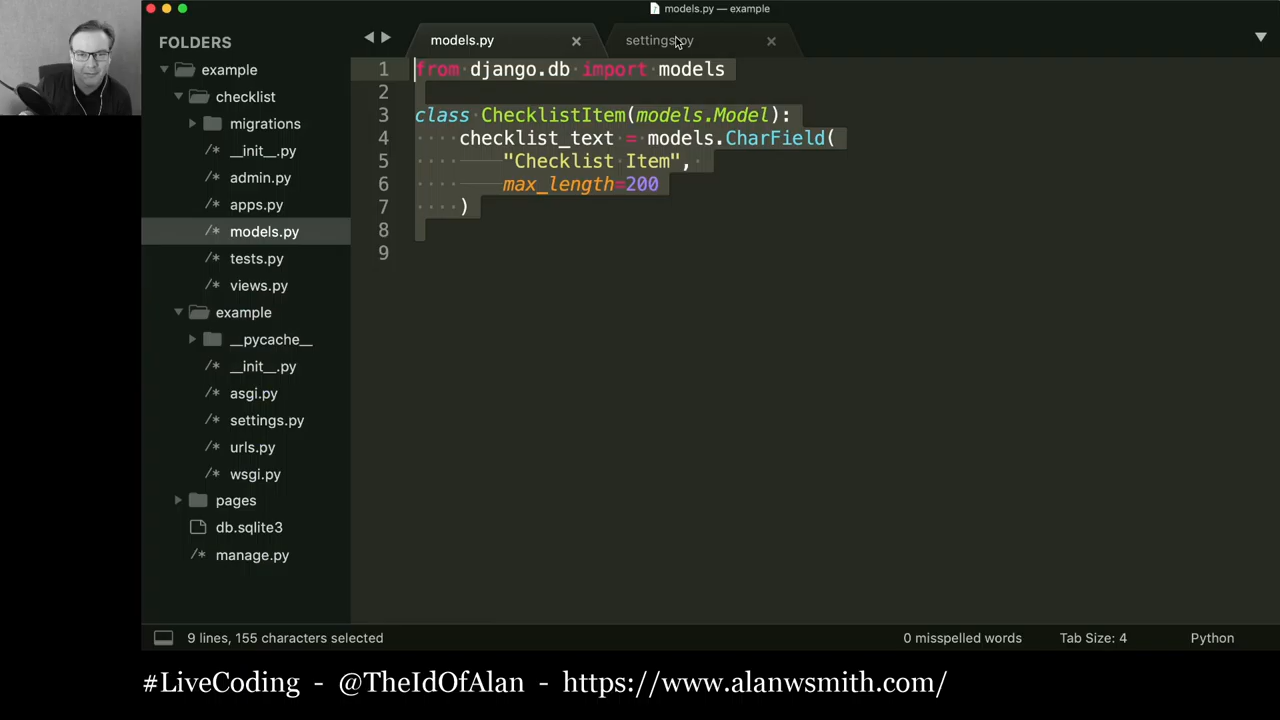 models.py — example
FOLDERS
example
checklist
migrations
/* __init__.py
/* admin.py
/* apps.py
/* models.py
/* tests.py
/* views.py
example
__pycache__
/* __init__.py
/* asgi.py
/* settings.py
/* urls.py
/* wsgi.py
pages
db.sqlite3
/* manage.py
models.py
settings.py
1 from django.db import models
2
3 class ChecklistItem(models.Model):
4 checklist_text = models.CharField(
5 "Checklist Item",
6 max_length=200
7 )
8
9
9 lines, 155 characters selected
0 misspelled words
Tab Size: 4
Python
#LiveCoding - @TheIdOfAlan - https://www.alanwsmith.com/